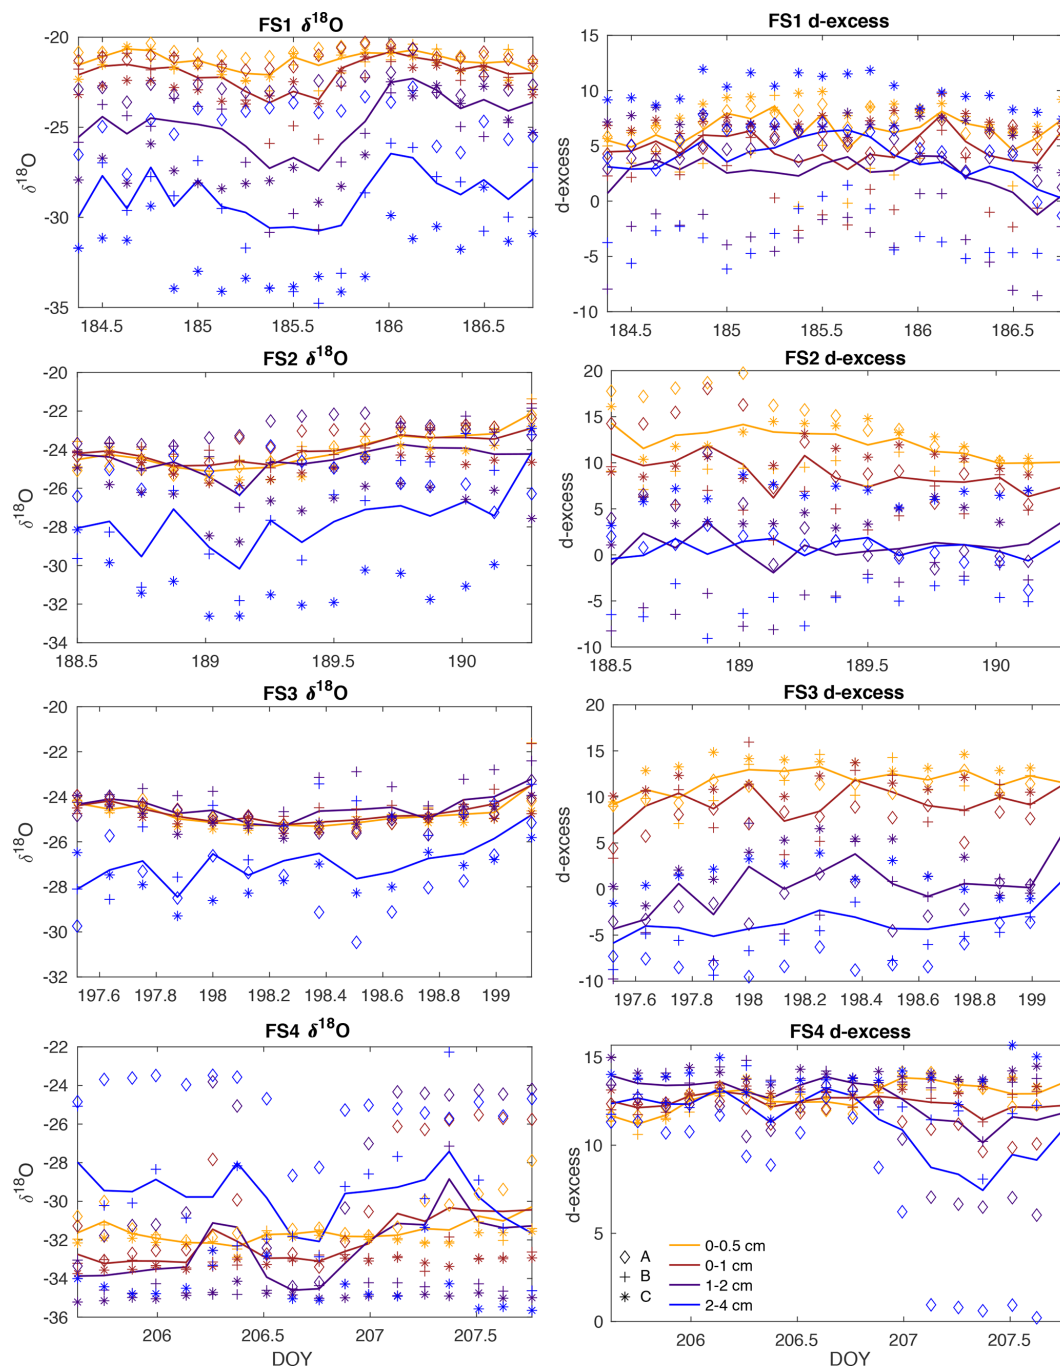 FS1 δ18O
-20
-25
-30
-35
δ18O
184.5 185 185.5 186 186.5
FS1 d-excess
15
10
5
0
-5
-10
d-excess
184.5 185 185.5 186 186.5
FS2 δ18O
-20
-22
-24
-26
-28
-30
-32
-34
δ18O
188.5 189 189.5 190
FS2 d-excess
20
15
10
5
0
-5
-10
d-excess
188.5 189 189.5 190
FS3 δ18O
-20
-22
-24
-26
-28
-30
-32
δ18O
197.6 197.8 198 198.2 198.4 198.6 198.8 199
FS3 d-excess
20
15
10
5
0
-5
-10
d-excess
197.6 197.8 198 198.2 198.4 198.6 198.8 199
FS4 δ18O
-22
-24
-26
-28
-30
-32
-34
-36
δ18O
206 206.5 207 207.5
DOY
FS4 d-excess
15
10
5
0
d-excess
A
B
C
0-0.5 cm
0-1 cm
1-2 cm
2-4 cm
206 206.5 207 207.5
DOY